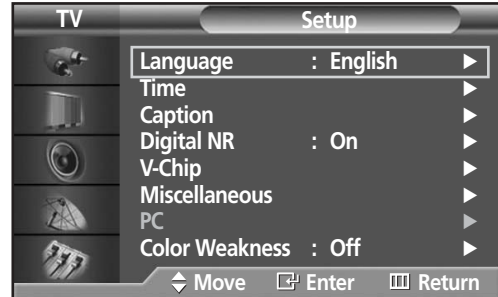 TV Setup
Language : English
Time
Caption
Digital NR : On
V-Chip
Miscellaneous
PC
Color Weakness : Off
Move Enter Return